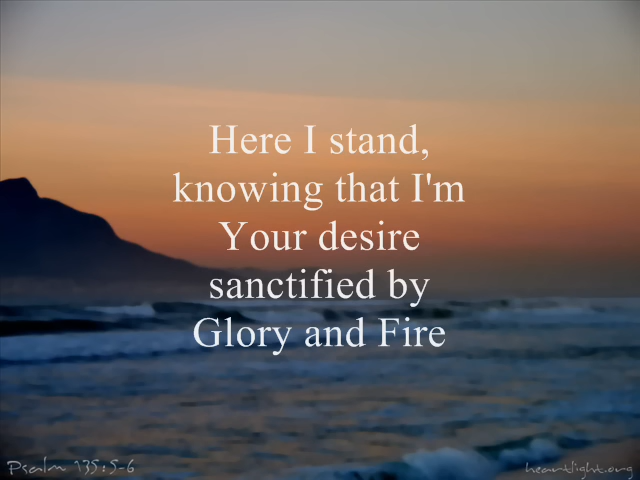 Here I stand,
knowing that I'm
Your desire
sanctified by
Glory and Fire
Psalm 135:5-6
heartlight.org